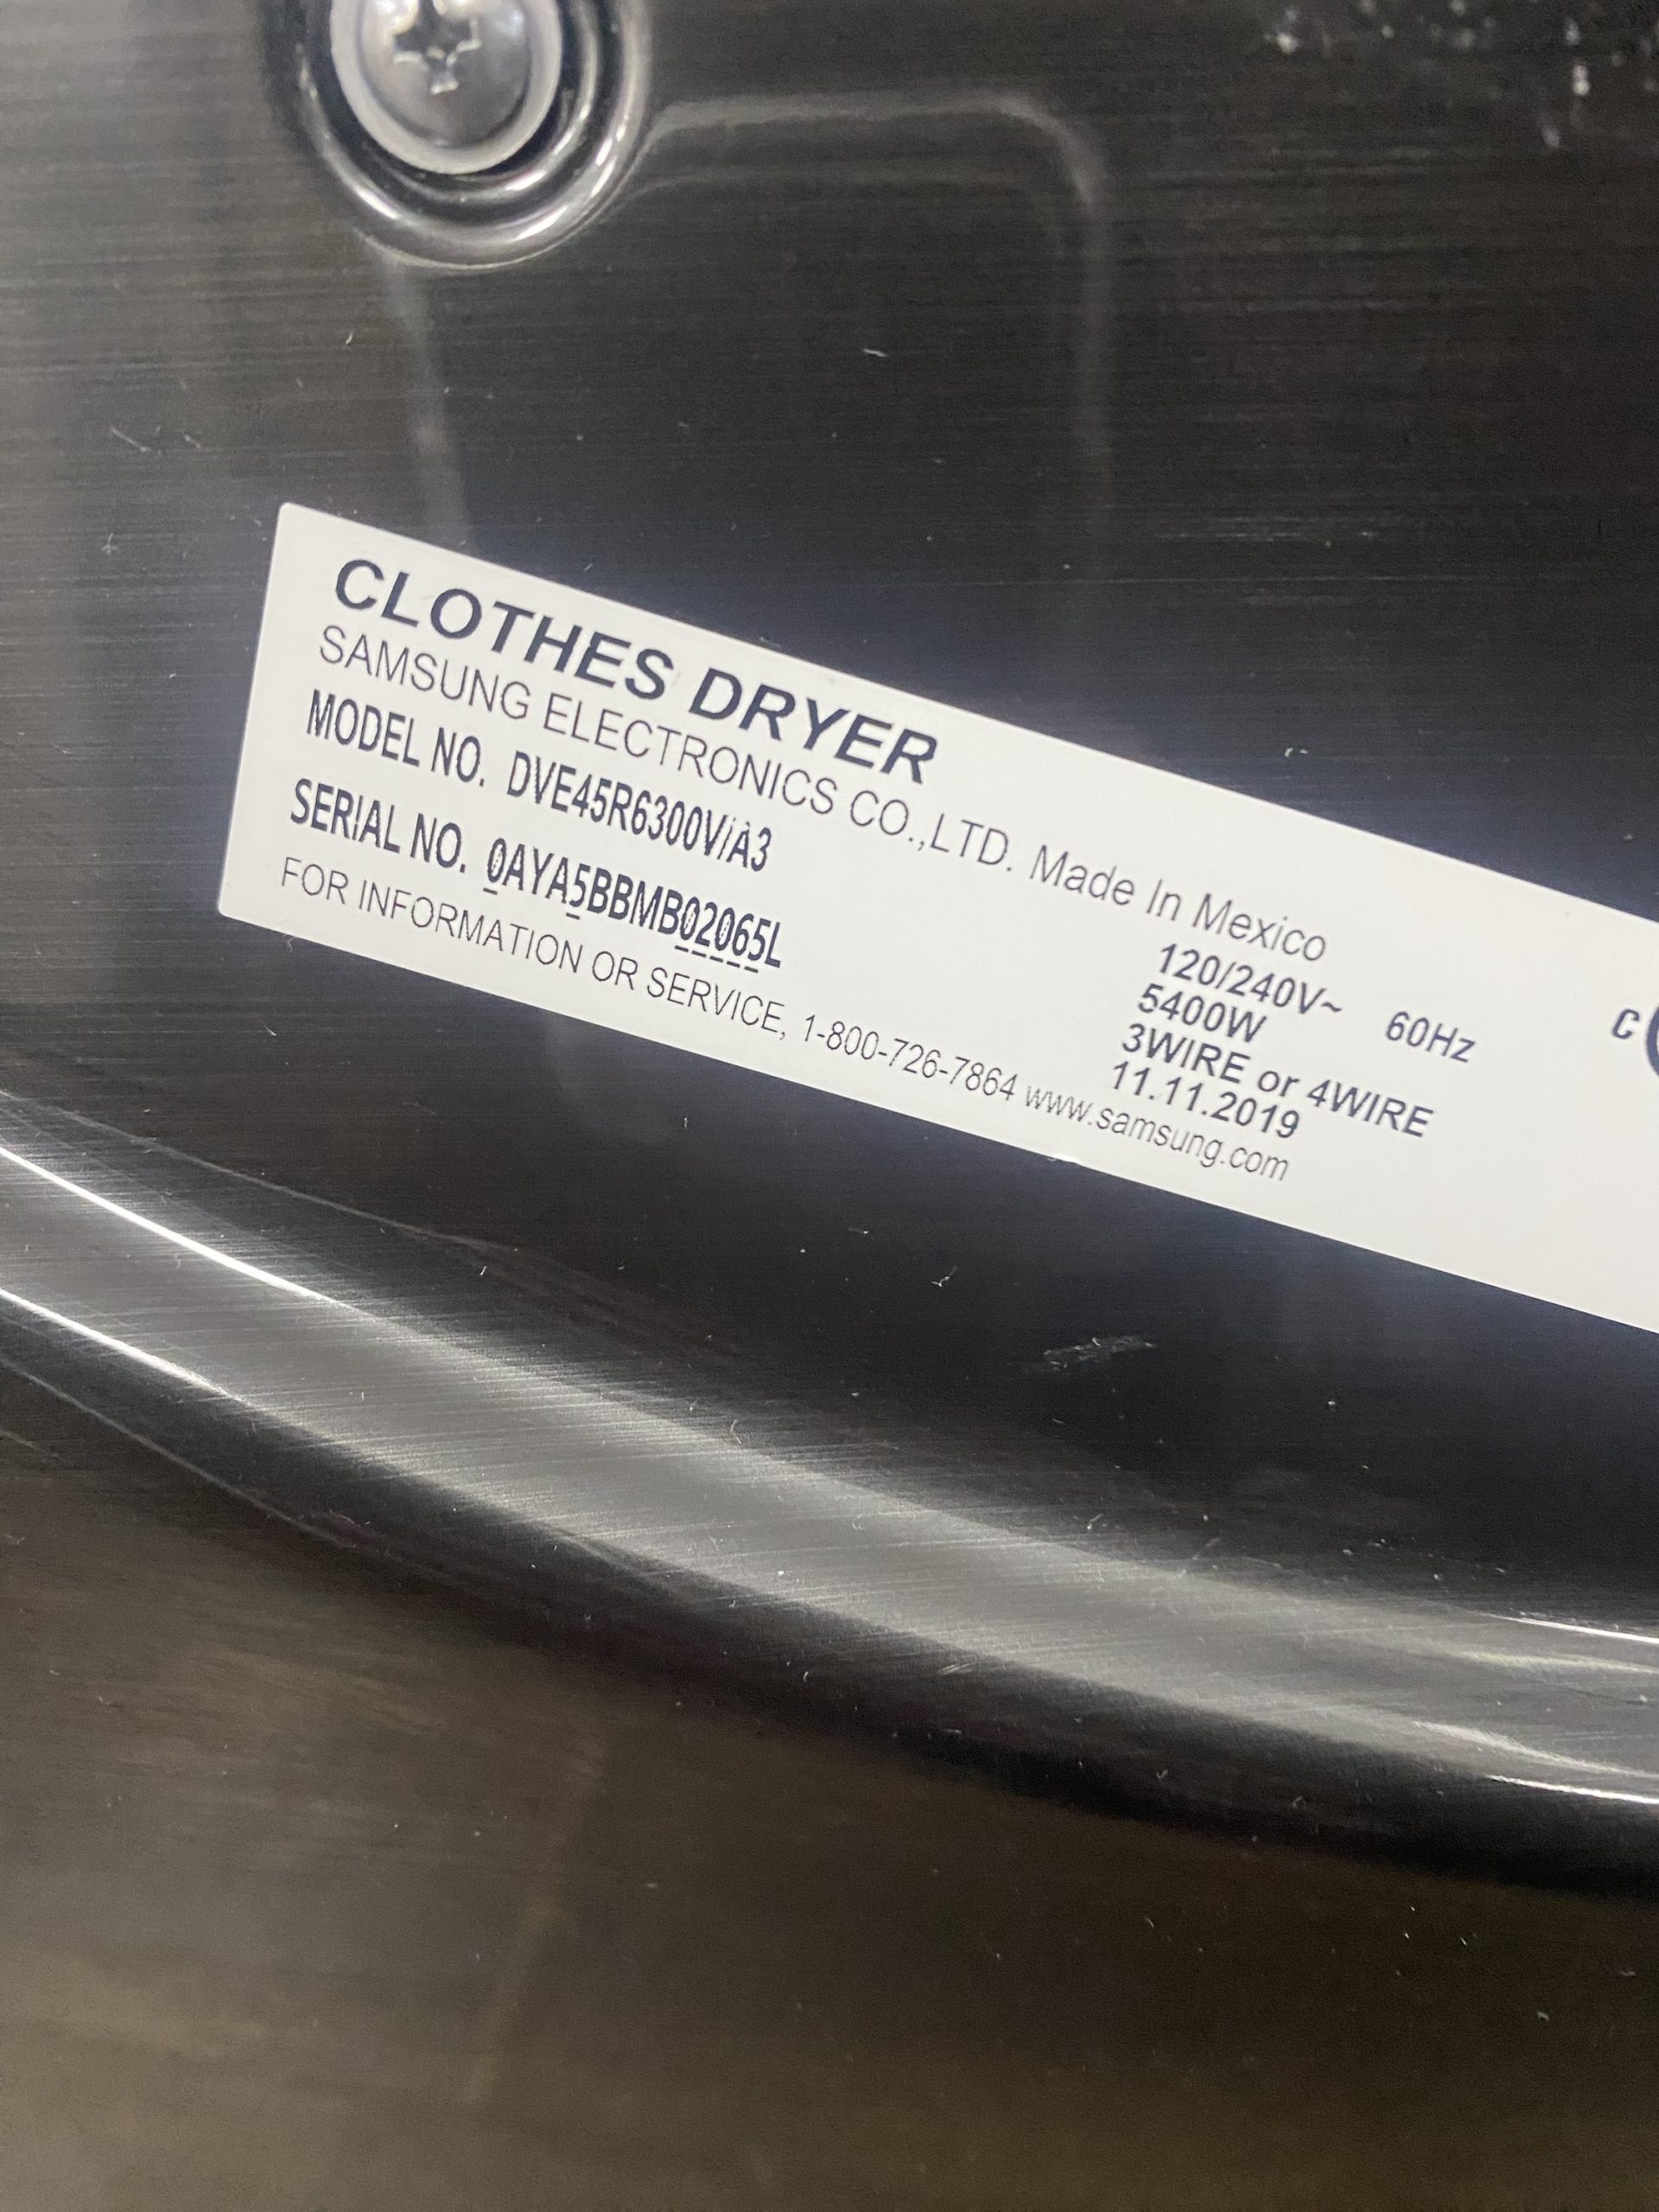 CLOTHES DRYER
SAMSUNG ELECTRONICS CO.,LTD. Made In Mexico
MODEL NO. DVE45R6300V/A3
SERIAL NO. 0AYA5BBMB02065L
120/240V~ 60Hz
5400W
3WIRE or 4WIRE
11.11.2019
FOR INFORMATION OR SERVICE, 1-800-726-7864 www.samsung.com
C